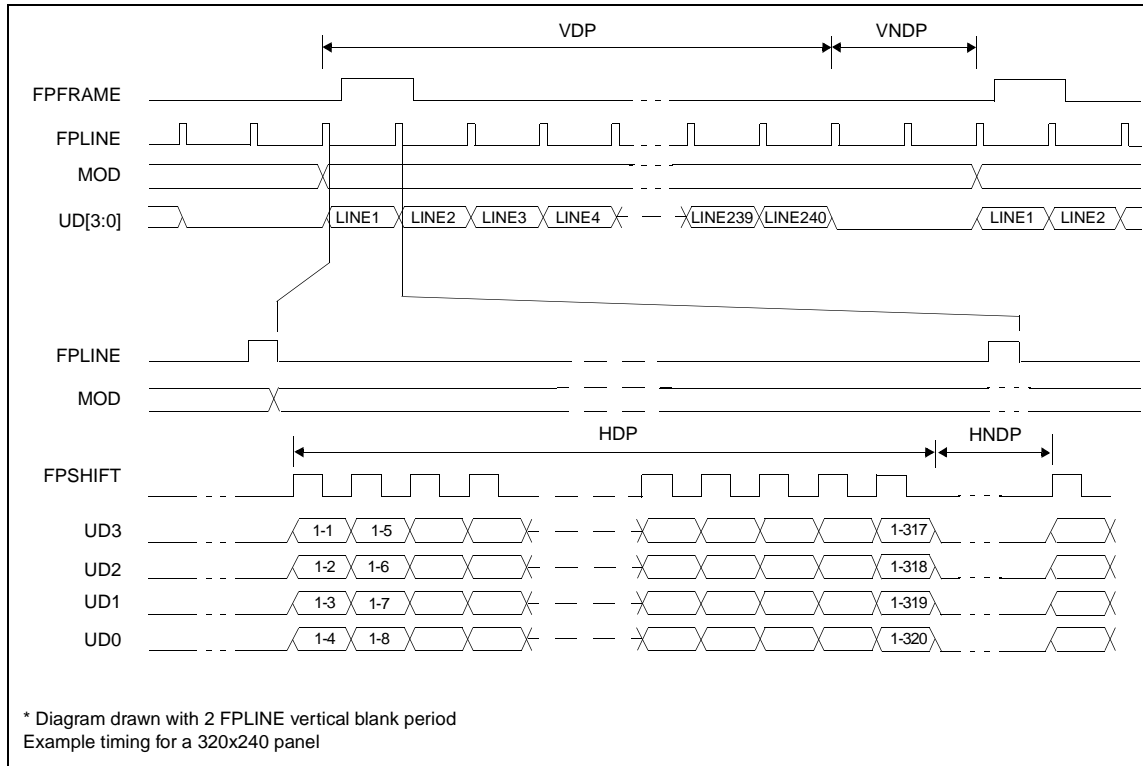 VDP VNDP
FPFRAME
FPLINE
MOD
UD[3:0] LINE1 LINE2 LINE3 LINE4 LINE239 LINE240 LINE1 LINE2
FPLINE
MOD
HDP HNDP
FPSHIFT
UD3 1-1 1-5 1-317
UD2 1-2 1-6 1-318
UD1 1-3 1-7 1-319
UD0 1-4 1-8 1-320
* Diagram drawn with 2 FPLINE vertical blank period
Example timing for a 320x240 panel